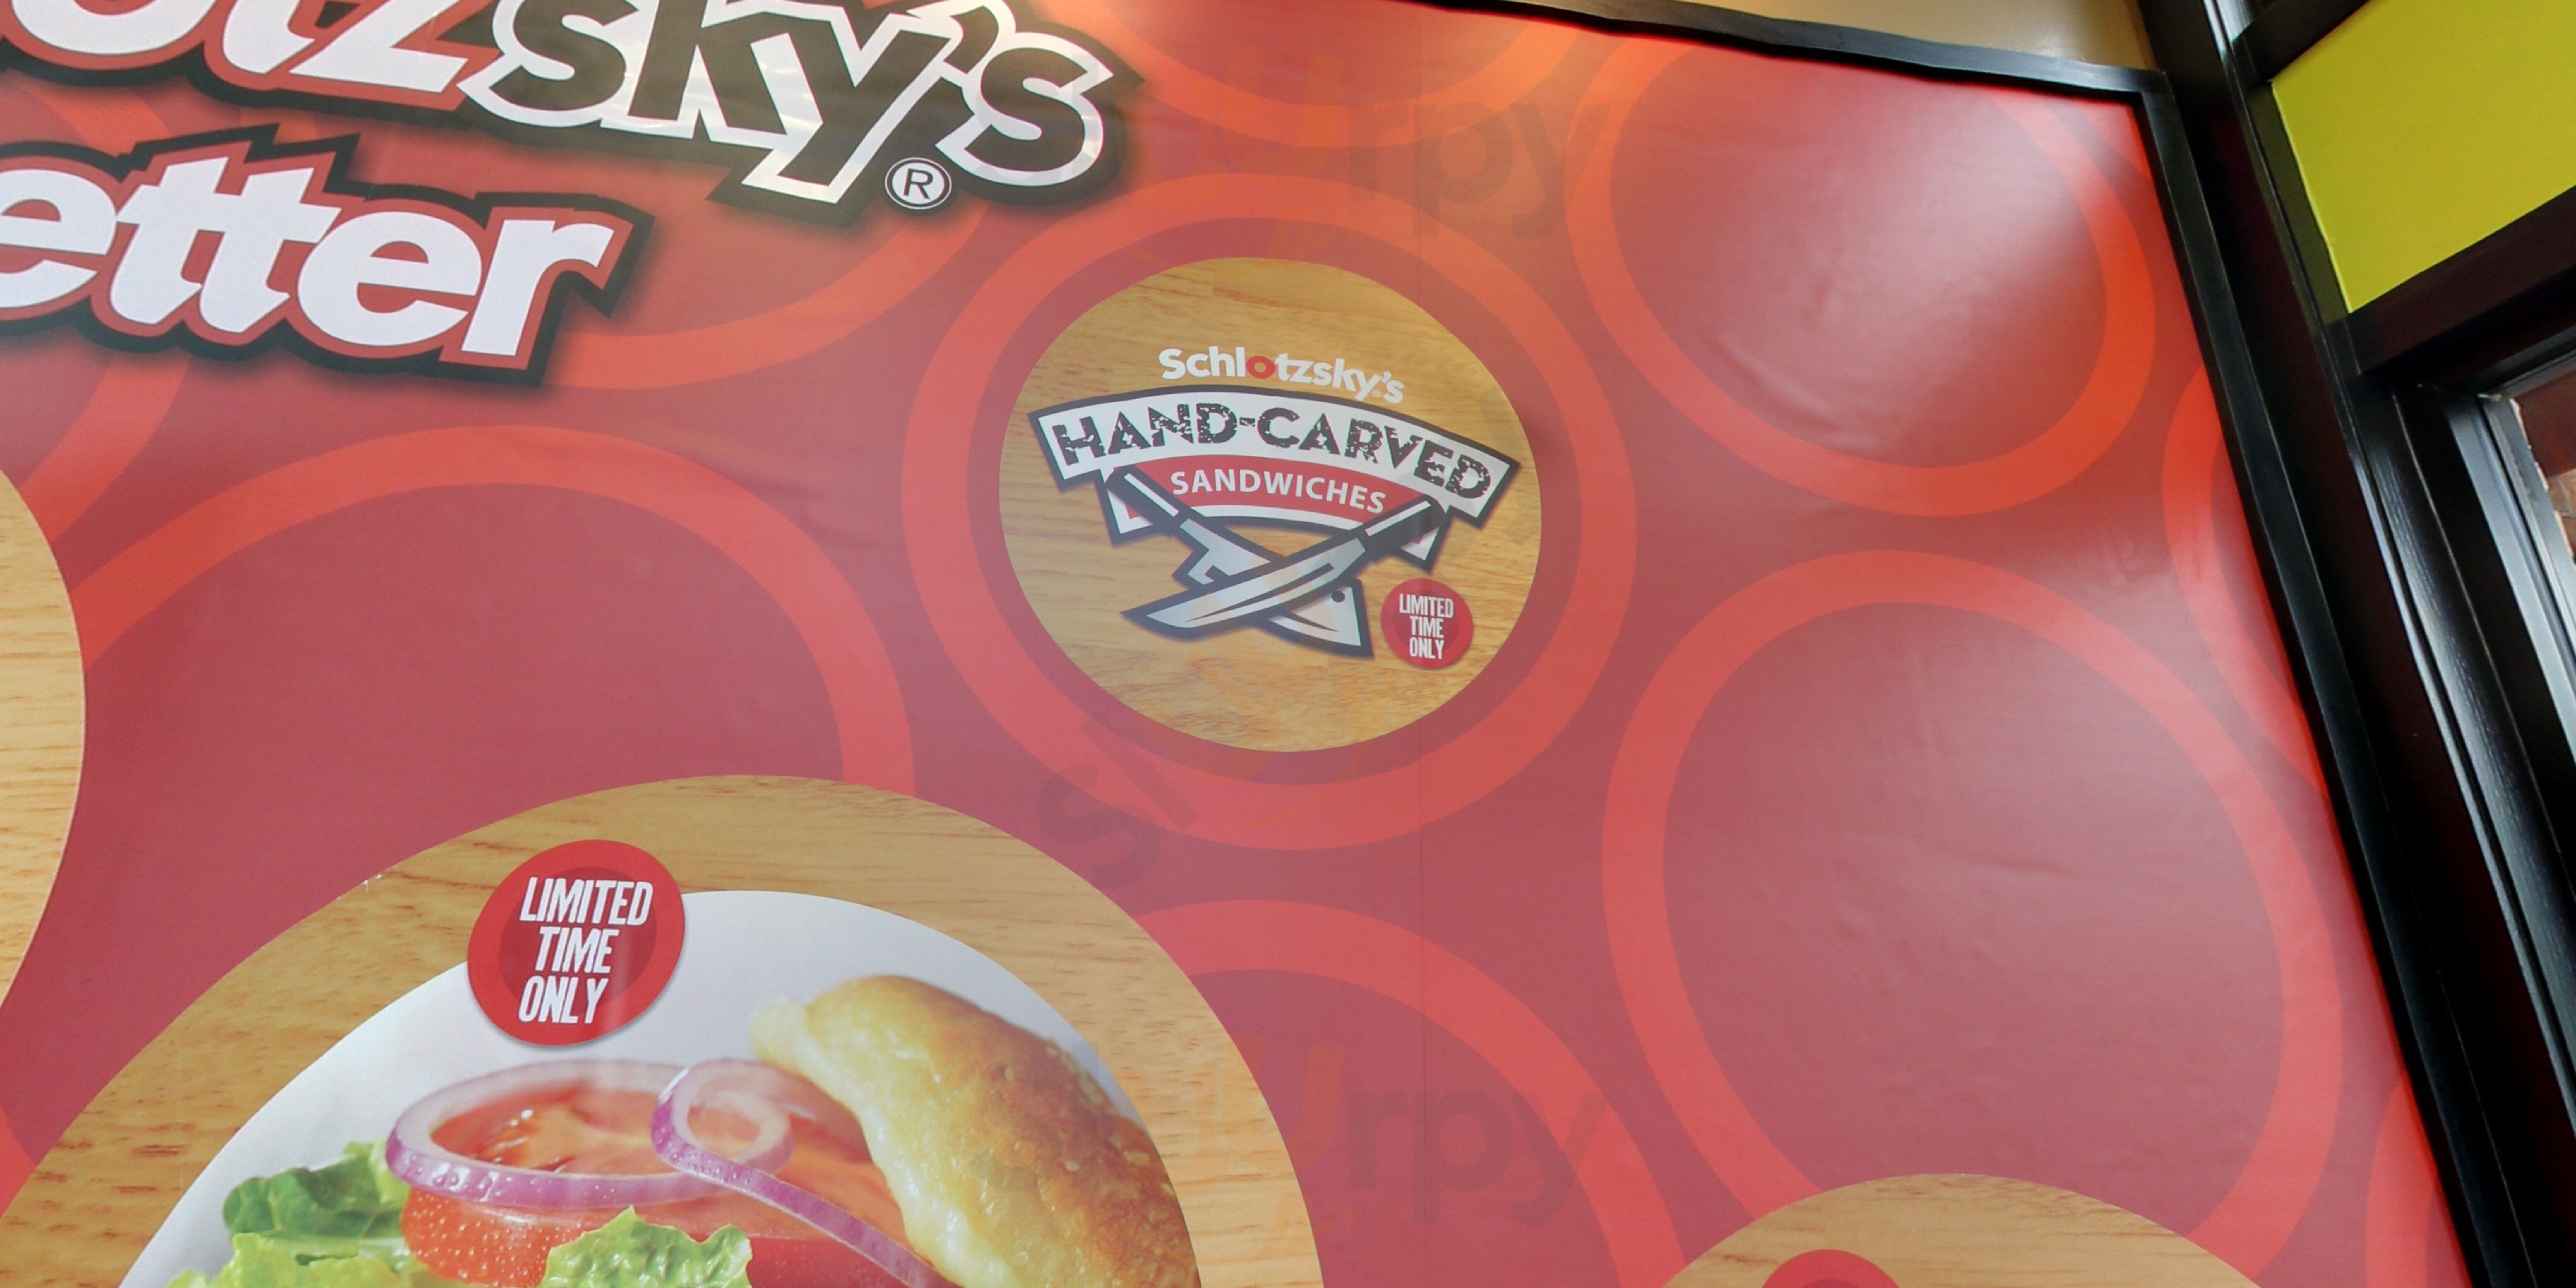 otzsky's®
etter
Schlotzsky's
HAND-CARVED
SANDWICHES
LIMITED
TIME
ONLY
LIMITED
TIME
ONLY